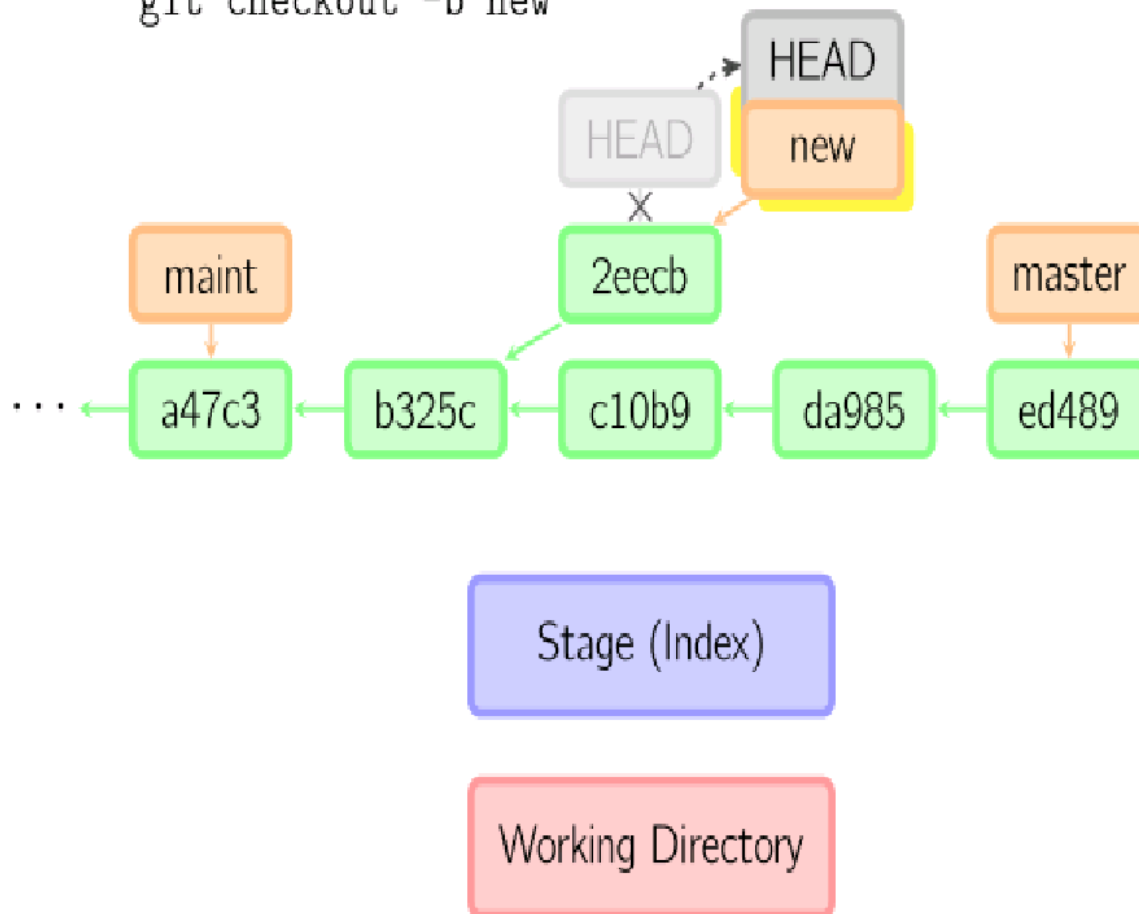 git checkout -b new
HEAD
HEAD
new
maint
2eecb
master
... a47c3 b325c c10b9 da985 ed489
Stage (Index)
Working Directory